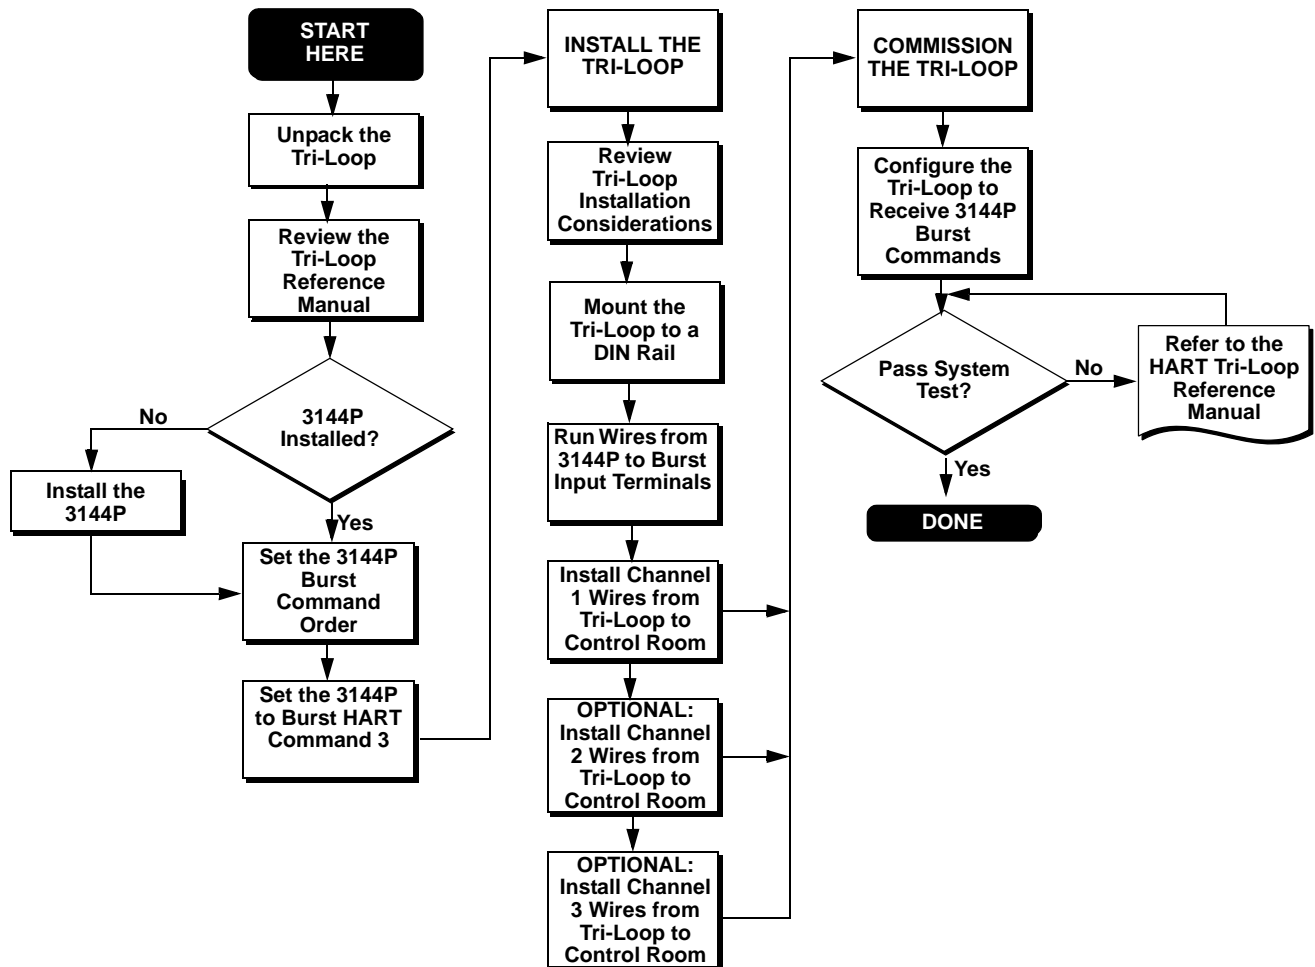 START
HERE
Unpack the
Tri-Loop
Review the
Tri-Loop
Reference
Manual
3144P
Installed?
No
Install the
3144P
Yes
Set the 3144P
Burst
Command
Order
Set the 3144P
to Burst HART
Command 3
INSTALL THE
TRI-LOOP
Review
Tri-Loop
Installation
Considerations
Mount the
Tri-Loop to a
DIN Rail
Run Wires from
3144P to Burst
Input Terminals
Install Channel
1 Wires from
Tri-Loop to
Control Room
OPTIONAL:
Install Channel
2 Wires from
Tri-Loop to
Control Room
OPTIONAL:
Install Channel
3 Wires from
Tri-Loop to
Control Room
COMMISSION
THE TRI-LOOP
Configure the
Tri-Loop to
Receive 3144P
Burst
Commands
Pass System
Test?
No
Refer to the
HART Tri-Loop
Reference
Manual
Yes
DONE